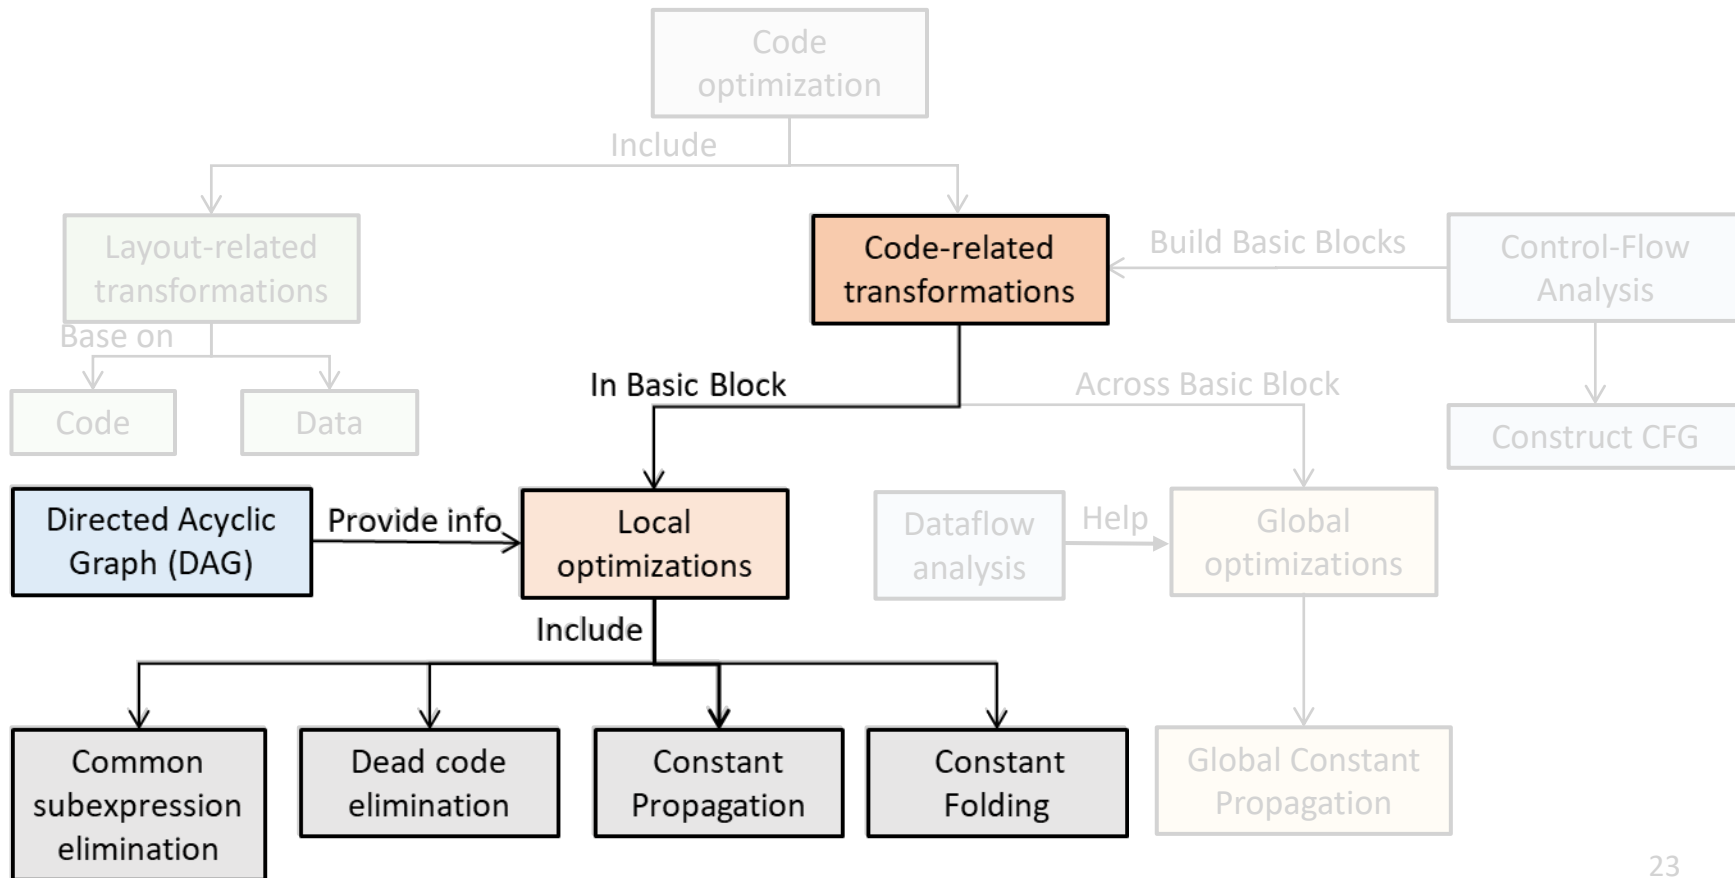 Code
optimization
Include
Layout-related
transformations
Code-related
transformations
Build Basic Blocks
Control-Flow
Analysis
Base on
Code
Data
In Basic Block
Across Basic Block
Construct CFG
Directed Acyclic
Graph (DAG)
Provide info
Local
optimizations
Dataflow
analysis
Help
Global
optimizations
Include
Common
subexpression
elimination
Dead code
elimination
Constant
Propagation
Constant
Folding
Global Constant
Propagation
23